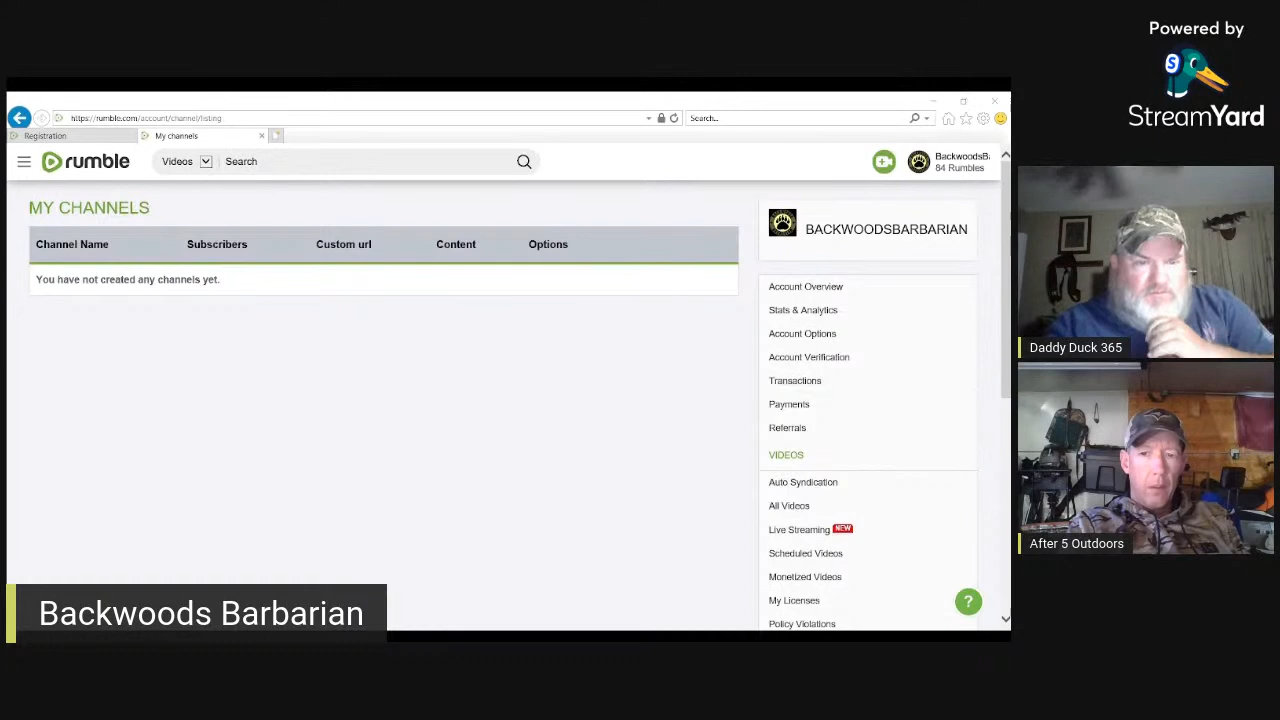 Powered by
StreamYard
https://rumble.com/account/channel/listing
Search...
Registration
My channels
rumble
Videos
Search
BackwoodsBa
84 Rumbles
MY CHANNELS
Channel Name Subscribers Custom url Content Options
You have not created any channels yet.
BACKWOODSBARBARIAN
Account Overview
Stats & Analytics
Account Options
Account Verification
Transactions
Payments
Referrals
VIDEOS
Auto Syndication
All Videos
Live Streaming NEW
Scheduled Videos
Monetized Videos
My Licenses
Policy Violations
?
Daddy Duck 365
After 5 Outdoors
Backwoods Barbarian